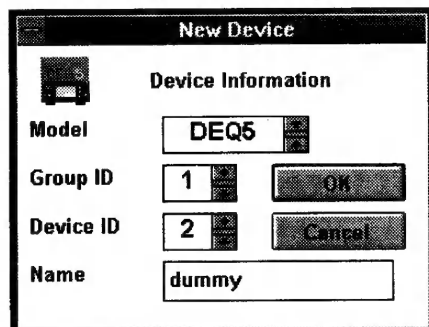 New Device
Device Information
Model
DEQ5
Group ID
1
OK
Device ID
2
Cancel
Name
dummy